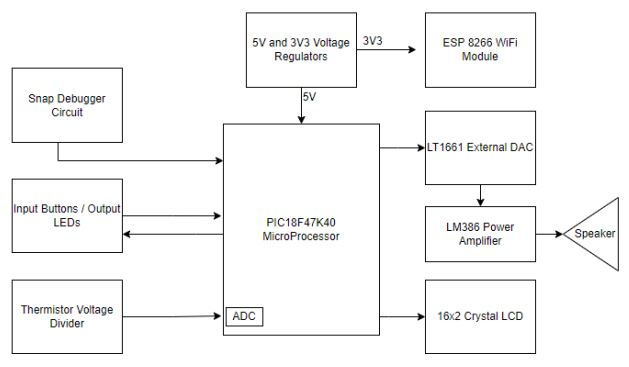 5V and 3V3 Voltage
Regulators
3V3
ESP 8266 WiFi
Module
5V
Snap Debugger
Circuit
LT1661 External DAC
Input Buttons / Output
LEDs
PIC18F47K40
MicroProcessor
LM386 Power
Amplifier
Speaker
Thermistor Voltage
Divider
ADC
16x2 Crystal LCD